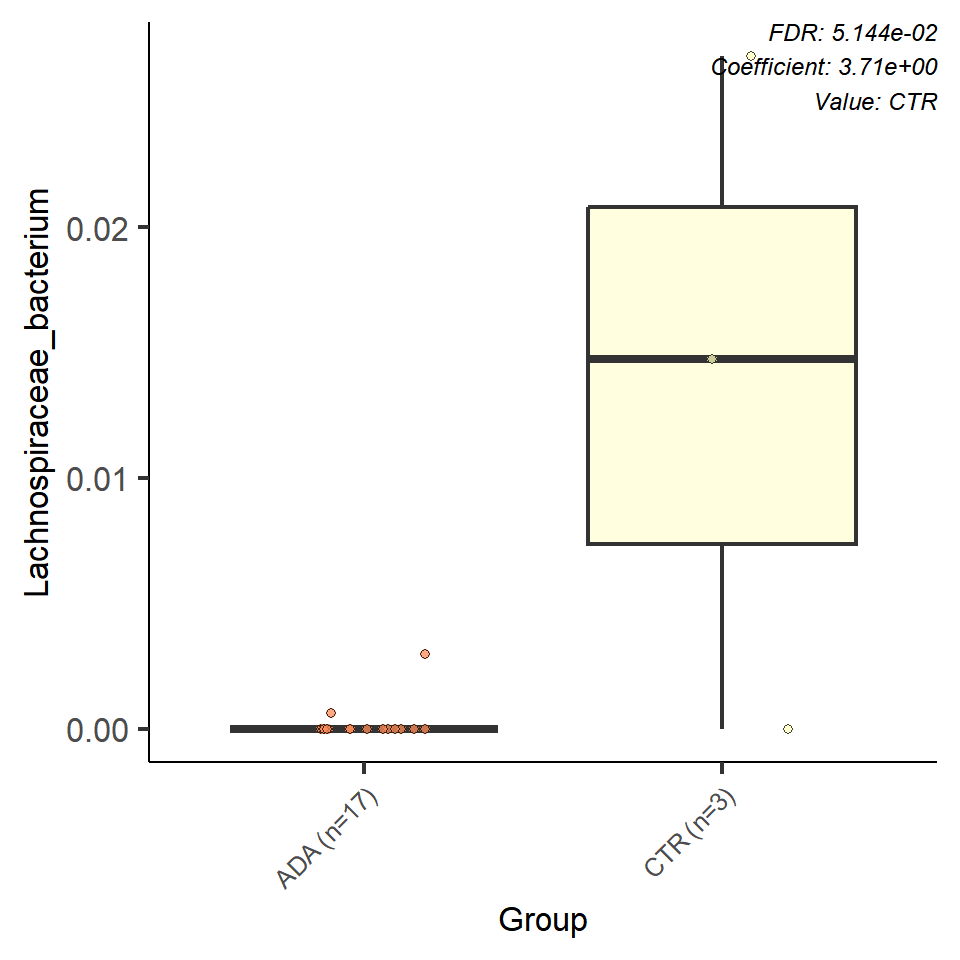 FDR: 5.144e-02
Coefficient: 3.71e+00
Value: CTR
Lachnospiraceae_bacterium
0.02
0.01
0.00
ADA (n=17)
CTR (n=3)
Group